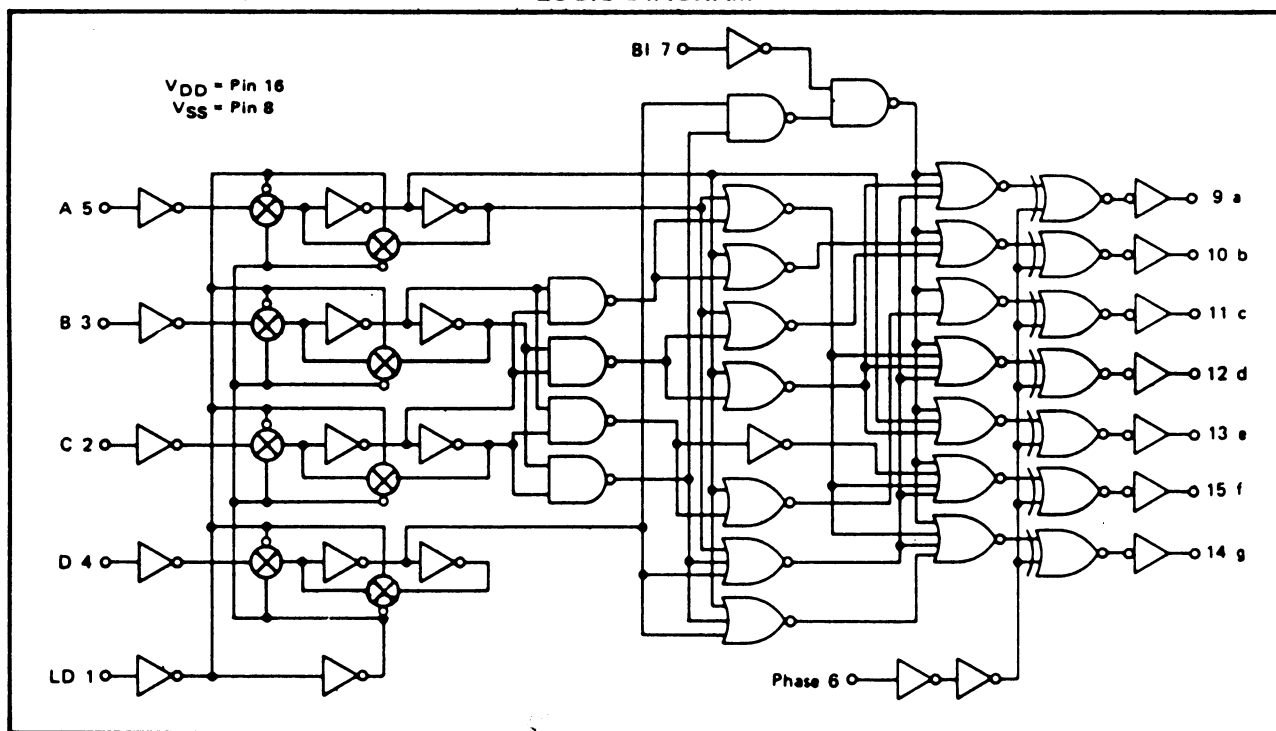 BI 7
VDD = Pin 16
VSS = Pin 8
A 5
9 a
10 b
B 3
11 c
12 d
C 2
13 e
15 f
D 4
14 g
LD 1
Phase 6